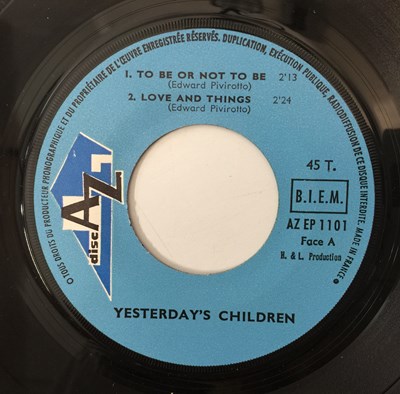 O TOUS DROITS DU PRODUCTEUR PHONOGRAPHIQUE ET DU PROPRIÉTAIRE DE L'ŒUVRE ENREGISTRÉE RÉSERVÉS. DUPLICATION, EXÉCUTION PUBLIQUE, RADIODIFFUSION DE CE DISQUE INTERDITE. MADE IN FRANCE
1. TO BE OR NOT TO BE 2'13
(Edward Pivirotto)
2. LOVE AND THINGS 2'24
(Edward Pivirotto)
disc AZ
45 T.
B.I.E.M.
AZ EP 1101
Face A
H. & L. Production
YESTERDAY'S CHILDREN